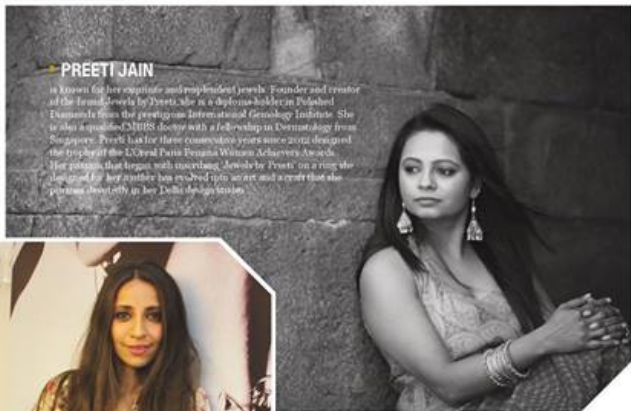 PREETI JAIN
is known for her exquisite and resplendent jewels. Founder and creator
of the brand Jewels by Preeti, she is a diploma-holder in Polished
Diamonds from the prestigious International Gemology Institute. She
is also a qualified MBBS doctor with a fellowship in Dermatology from
Singapore. Preeti has for three consecutive years since 2012 designed
the trophy of the L'Oreal Paris Femina Women Achievers Awards.
Her passion that began with inscribing 'Jewels by Preeti' on a ring she
designed for her mother has evolved into an art and a craft that she
pursues devotedly in her Delhi design studio.